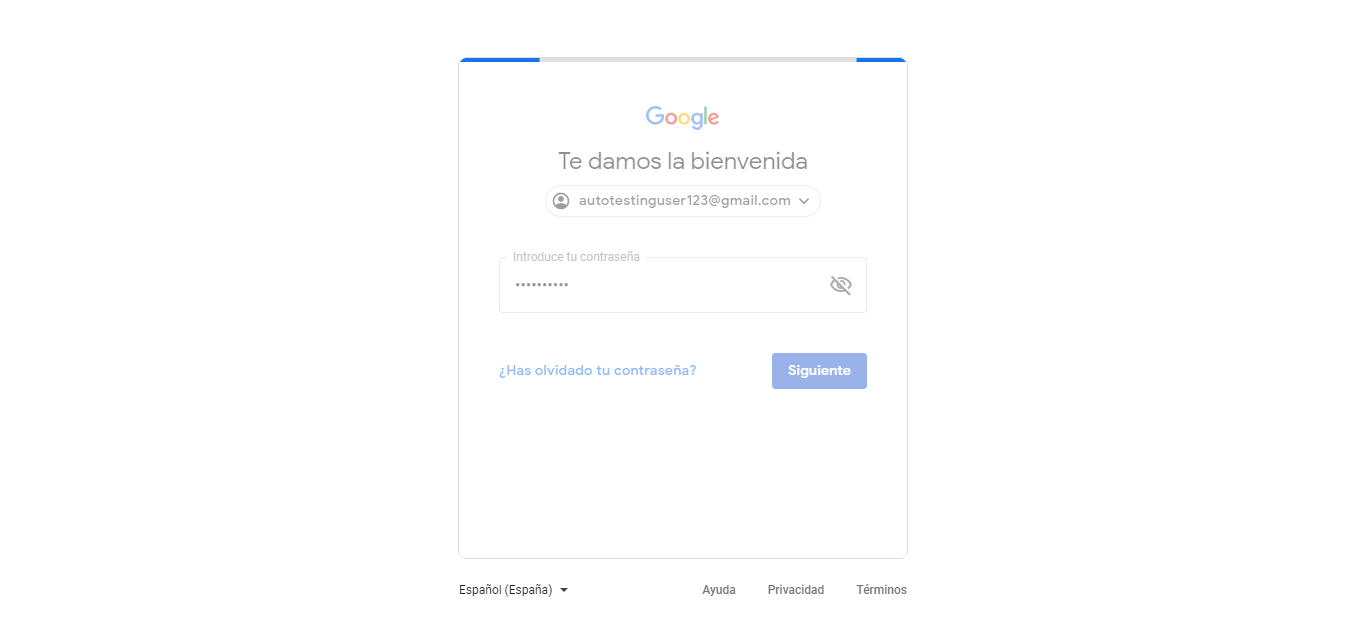 Google
Te damos la bienvenida
autotestinguser123@gmail.com
Introduce tu contraseña
••••••••••
¿Has olvidado tu contraseña?
Siguiente
Español (España)
Ayuda
Privacidad
Términos